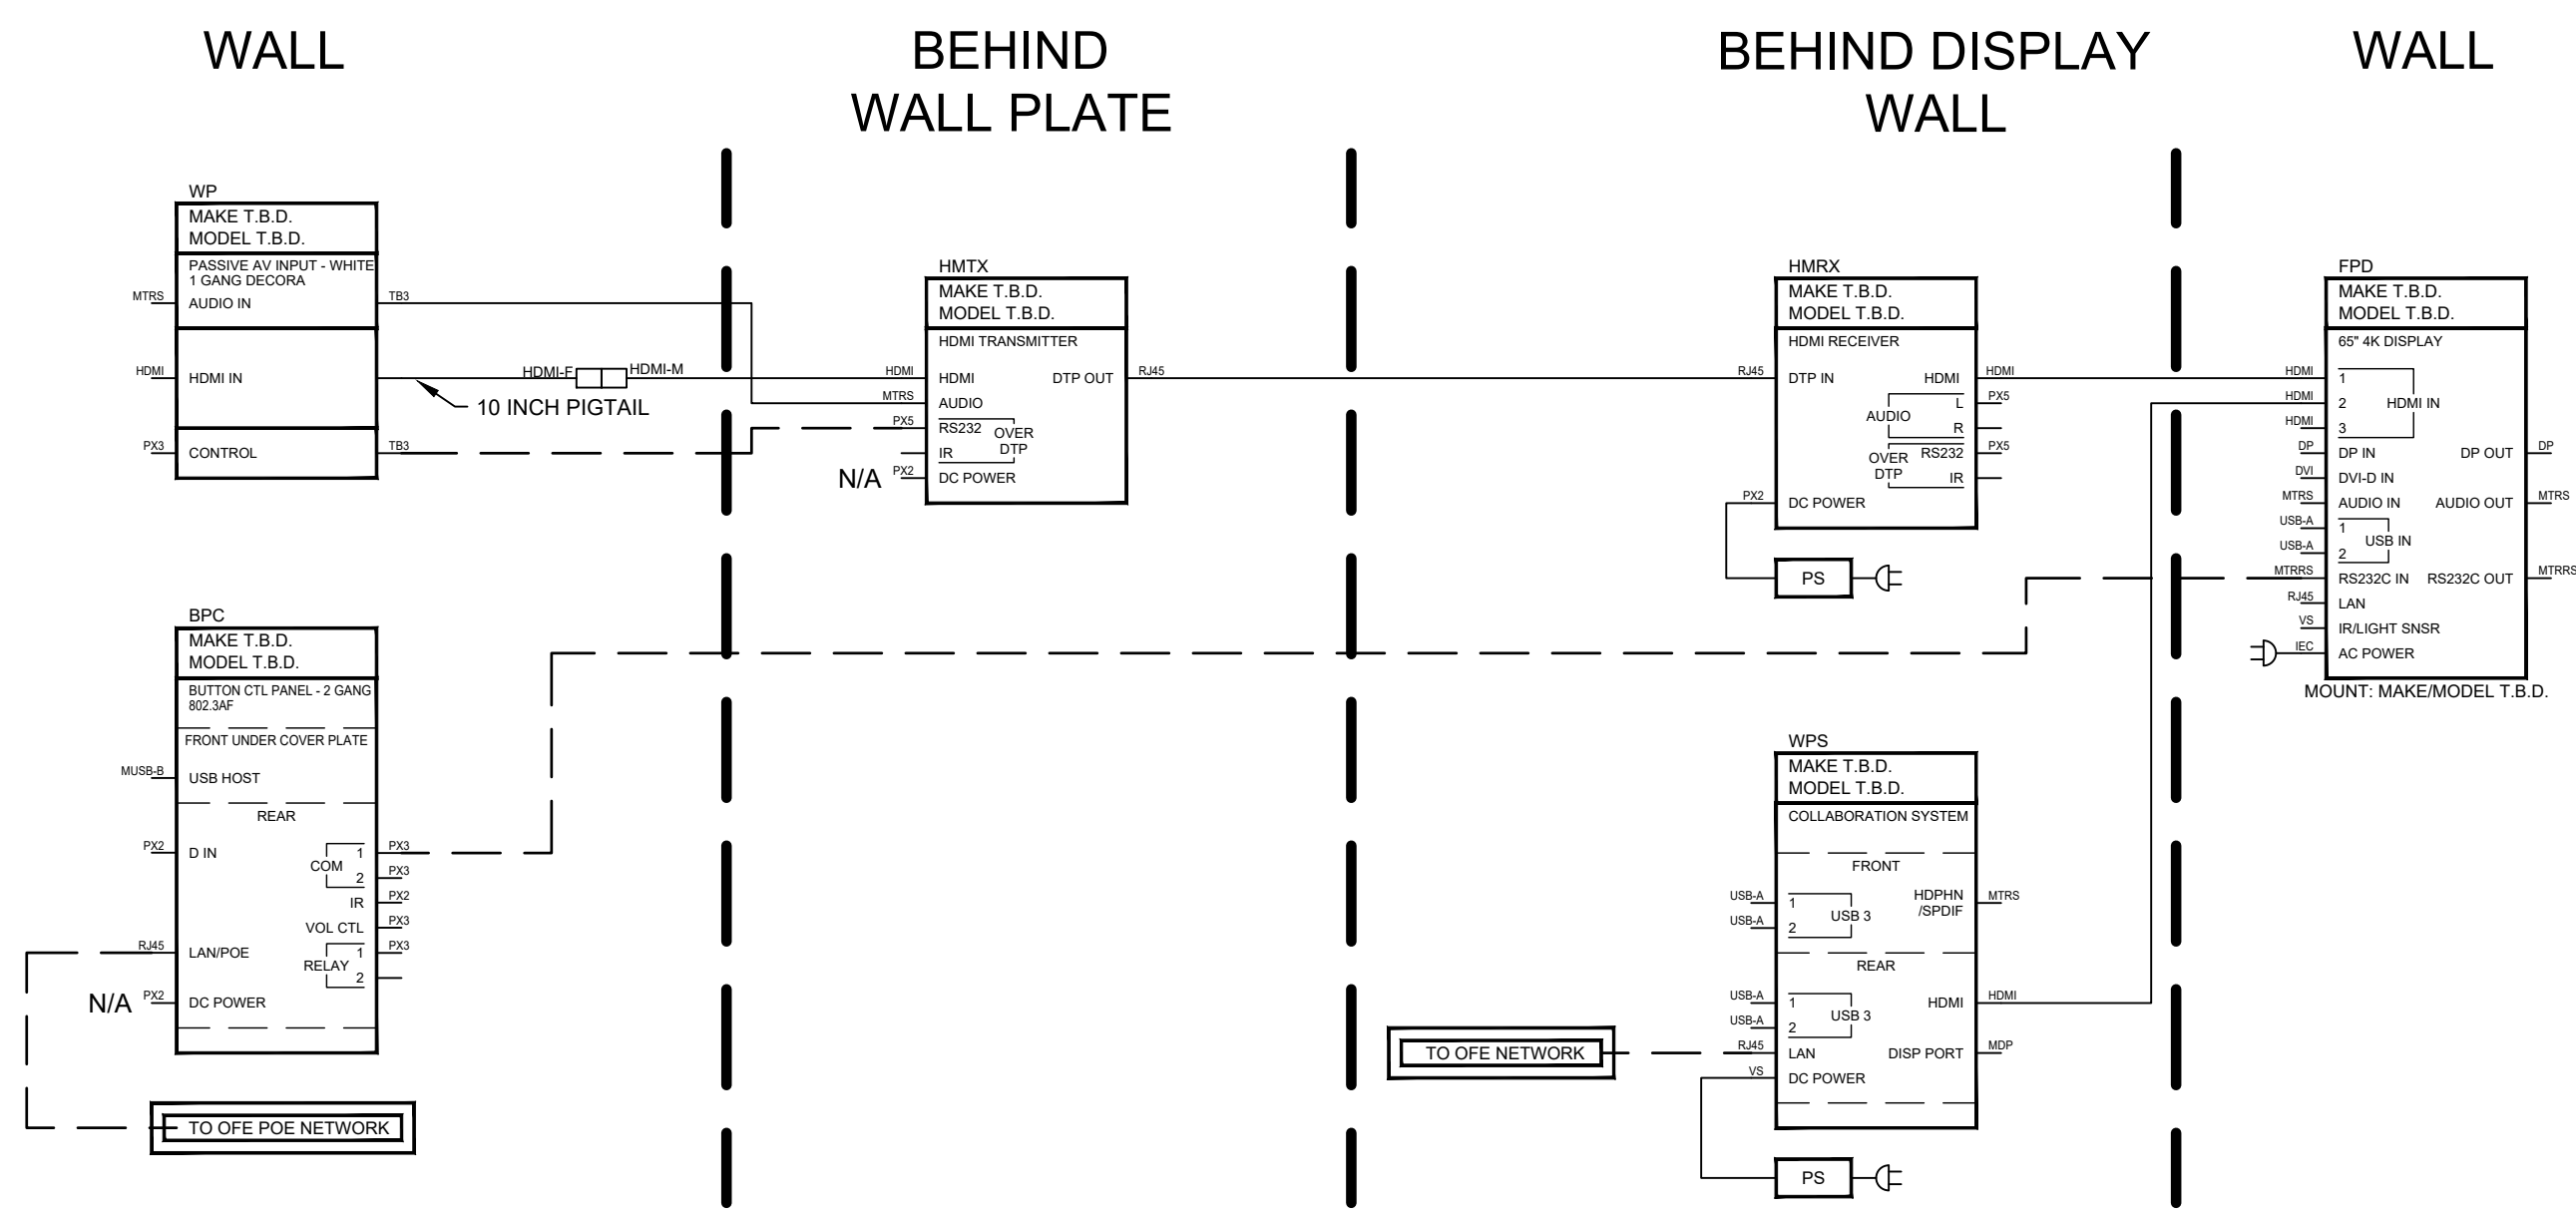 WALL
BEHIND
WALL PLATE
BEHIND DISPLAY
WALL
WALL
WP
MAKE T.B.D.
MODEL T.B.D.
PASSIVE AV INPUT - WHITE
1 GANG DECORA
MTRS
AUDIO IN
TB3
HDMI
HDMI IN
HDMI-F
HDMI-M
10 INCH PIGTAIL
PX3
CONTROL
TB3
BPC
MAKE T.B.D.
MODEL T.B.D.
BUTTON CTL PANEL - 2 GANG
802.3AF
FRONT UNDER COVER PLATE
MUSB-B
USB HOST
REAR
PX2
D IN
COM
1
PX3
2
PX3
IR
PX2
VOL CTL
PX3
RJ45
LAN/POE
RELAY
1
PX3
2
N/A
PX2
DC POWER
TO OFE POE NETWORK
HMTX
MAKE T.B.D.
MODEL T.B.D.
HDMI TRANSMITTER
HDMI
HDMI
DTP OUT
RJ45
MTRS
AUDIO
PX5
RS232
OVER
DTP
IR
N/A
PX2
DC POWER
HMRX
MAKE T.B.D.
MODEL T.B.D.
HDMI RECEIVER
RJ45
DTP IN
HDMI
HDMI
AUDIO
L
PX5
R
OVER
DTP
RS232
PX5
IR
PX2
DC POWER
PS
WPS
MAKE T.B.D.
MODEL T.B.D.
COLLABORATION SYSTEM
FRONT
USB-A
1
USB-A
2
USB 3
HDPHN
/SPDIF
MTRS
REAR
USB-A
1
USB-A
2
USB 3
HDMI
HDMI
TO OFE NETWORK
RJ45
LAN
DISP PORT
MDP
VS
DC POWER
PS
FPD
MAKE T.B.D.
MODEL T.B.D.
65" 4K DISPLAY
HDMI
1
HDMI
2
HDMI IN
HDMI
3
DP
DP IN
DP OUT
DP
DVI
DVI-D IN
MTRS
AUDIO IN
AUDIO OUT
MTRS
USB-A
1
USB IN
USB-A
2
MTRRS
RS232C IN
RS232C OUT
MTRRS
RJ45
LAN
VS
IR/LIGHT SNSR
IEC
AC POWER
MOUNT: MAKE/MODEL T.B.D.